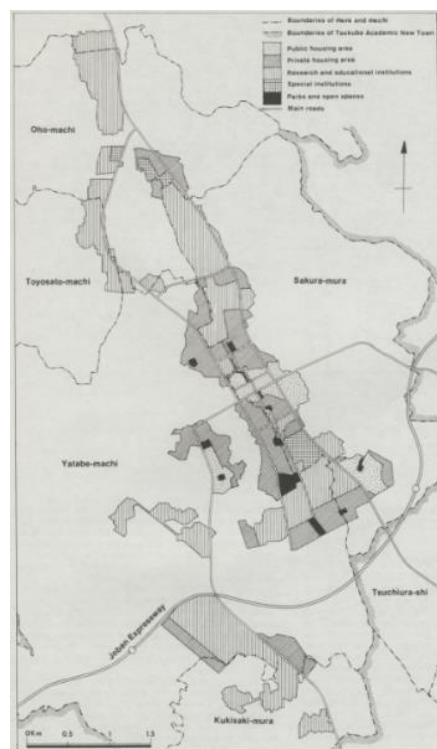 Boundaries of mura and machi
Boundaries of Tsukuba Academic New Town
Public housing area
Private housing area
Research and educational institutions
Special institutions
Parks and open spaces
Main roads
Oho-machi
Toyosato-machi
Sakura-mura
Yatabe-machi
Tsuchiura-shi
Joban Expressway
Kukisaki-mura
0 Km 0.5 1 1.5